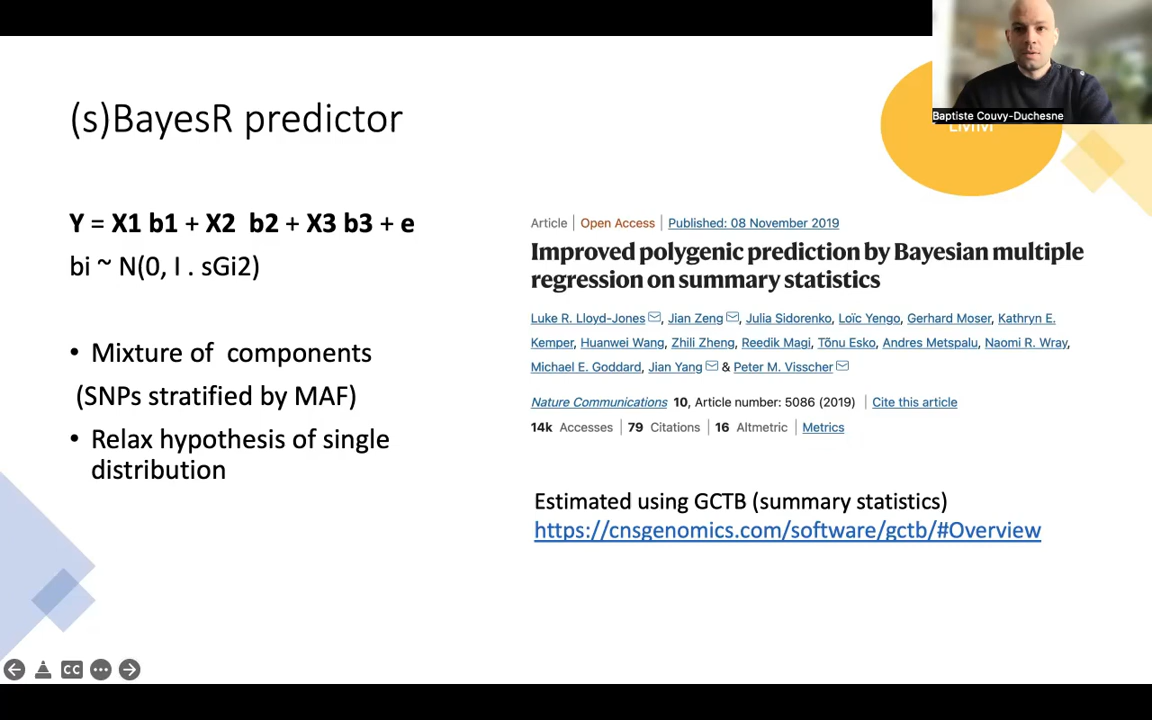 Baptiste Couvy-Duchesne
LMM
(s)BayesR predictor
Y = X1 b1 + X2 b2 + X3 b3 + e
bi ~ N(0, I . sGi2)
• Mixture of components
(SNPs stratified by MAF)
• Relax hypothesis of single
distribution
Article | Open Access | Published: 08 November 2019
Improved polygenic prediction by Bayesian multiple
regression on summary statistics
Luke R. Lloyd-Jones, Jian Zeng, Julia Sidorenko, Loïc Yengo, Gerhard Moser, Kathryn E.
Kemper, Huanwei Wang, Zhili Zheng, Reedik Magi, Tõnu Esko, Andres Metspalu, Naomi R. Wray,
Michael E. Goddard, Jian Yang & Peter M. Visscher
Nature Communications 10, Article number: 5086 (2019) | Cite this article
14k Accesses | 79 Citations | 16 Altmetric | Metrics
Estimated using GCTB (summary statistics)
https://cnsgenomics.com/software/gctb/#Overview
CC